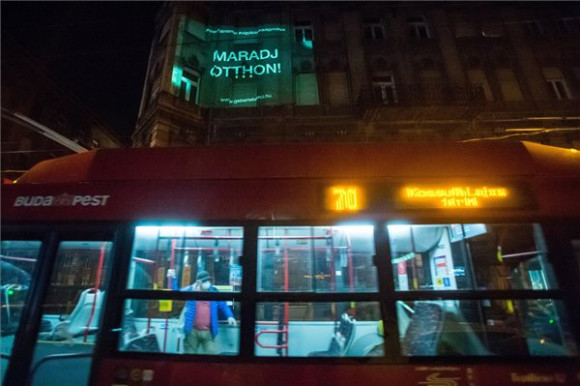 MARADJ
OTTHON!
BUDAPEST
70
Kossuth Lajos
tér M